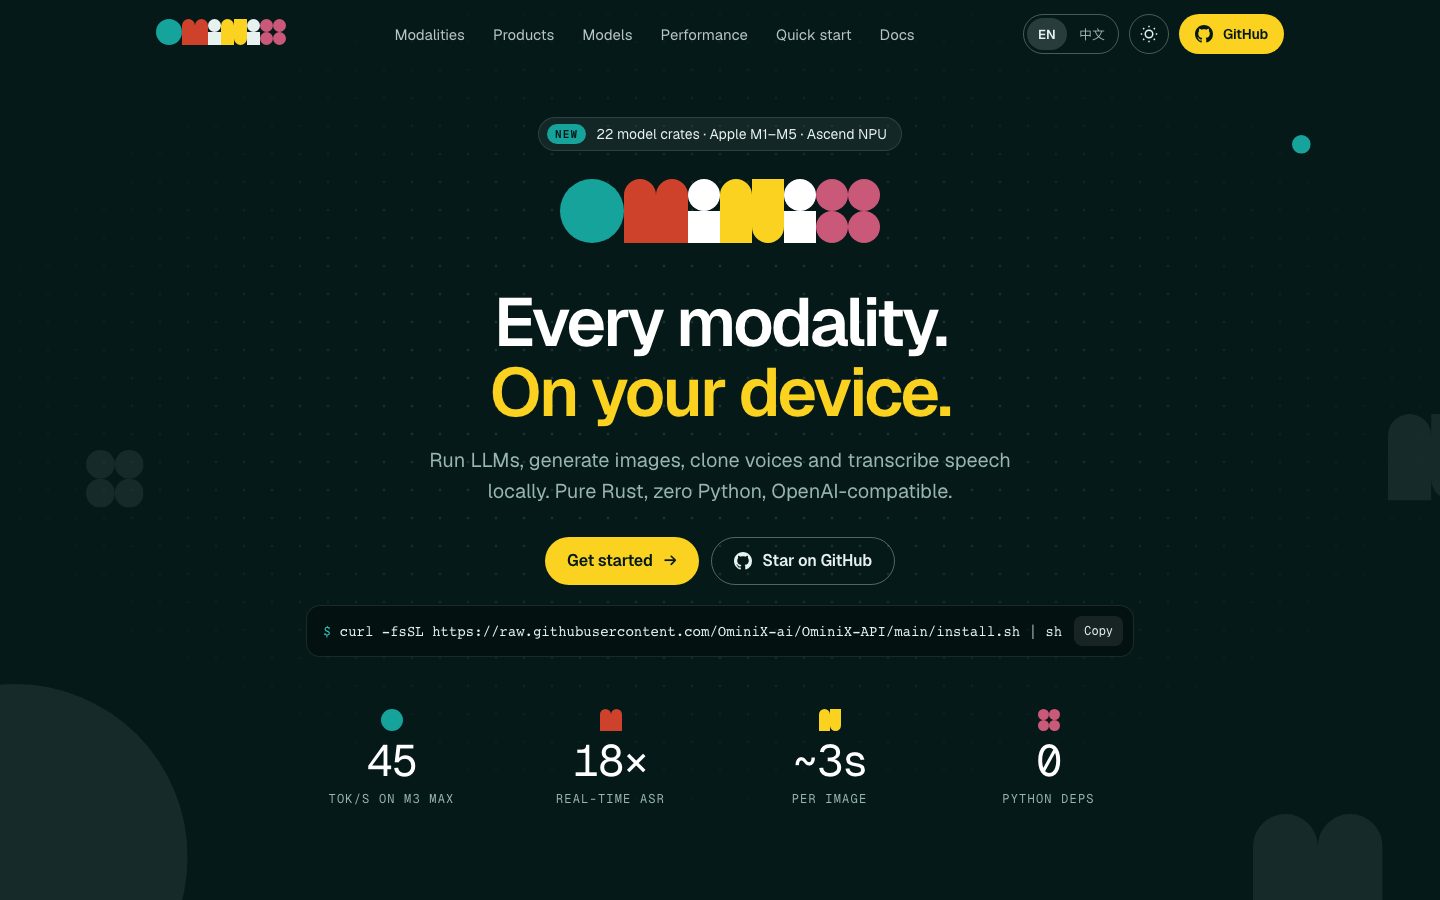 Modalities Products Models Performance Quick start Docs EN 中文 GitHub
NEW 22 model crates · Apple M1–M5 · Ascend NPU
OminiX
Every modality.
On your device.
Run LLMs, generate images, clone voices and transcribe speech
locally. Pure Rust, zero Python, OpenAI-compatible.
Get started → Star on GitHub
$ curl -fsSL https://raw.githubusercontent.com/OminiX-ai/OminiX-API/main/install.sh | sh Copy
45 18× ~3s 0
TOK/S ON M3 MAX REAL-TIME ASR PER IMAGE PYTHON DEPS